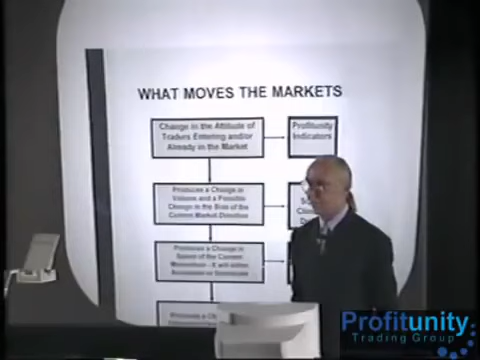 WHAT MOVES THE MARKETS
Change in the Attitude of
Traders Entering and/or
Already in the Market
Profitunity
Indicators
Produces a Change in
Volume and a Possible
Change in the Bias of the
Current Market Direction
Produces a Change in
Speed of the Current
Momentum - It will either
Accelerate or Decelerate
Profitunity
Trading Group